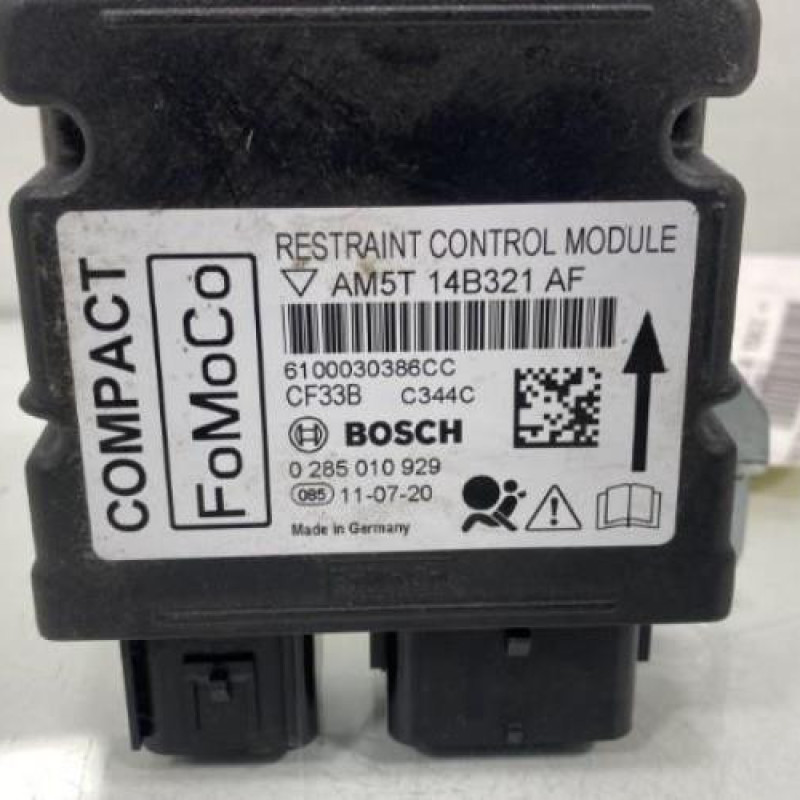 COMPACT
FoMoCo
RESTRAINT CONTROL MODULE
AM5T 14B321 AF
6100030386CC
CF33B C344C
BOSCH
0 285 010 929
085 11-07-20
Made in Germany